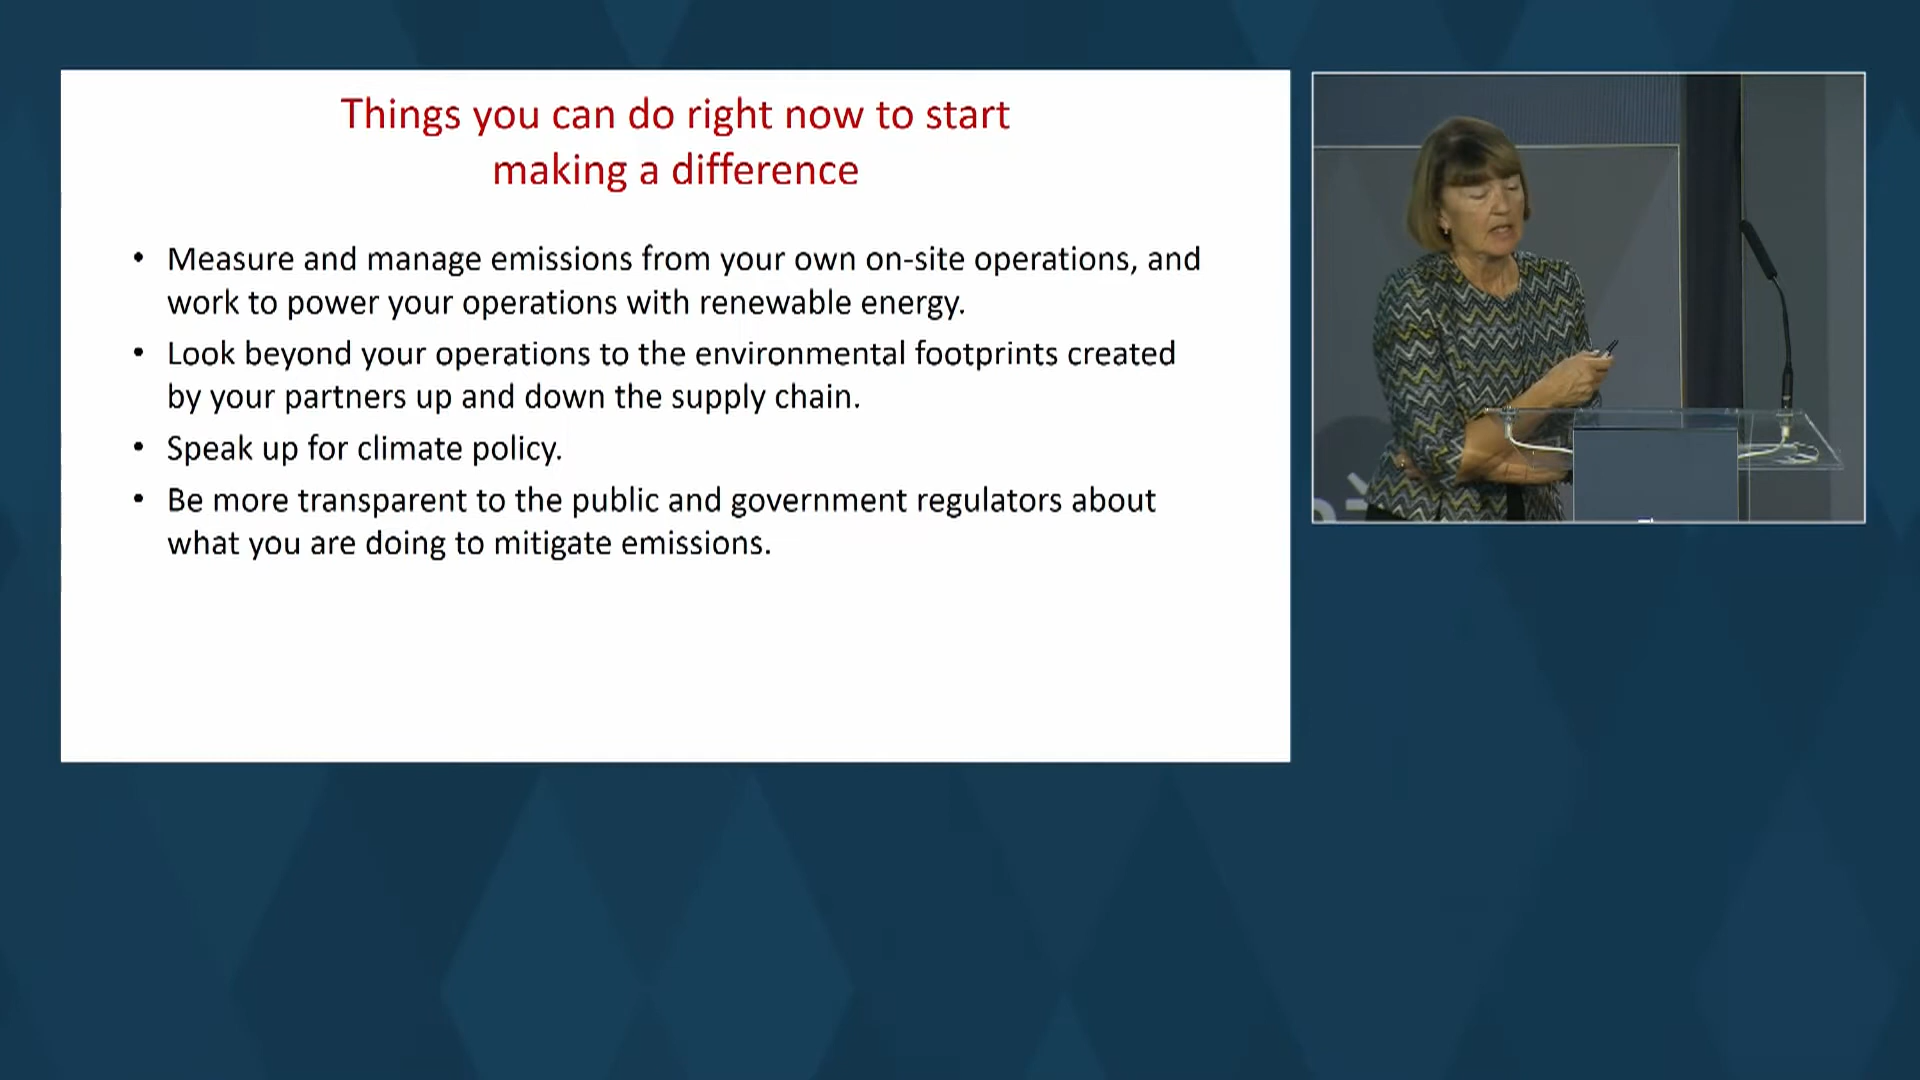 Things you can do right now to start
making a difference
• Measure and manage emissions from your own on-site operations, and
work to power your operations with renewable energy.
• Look beyond your operations to the environmental footprints created
by your partners up and down the supply chain.
• Speak up for climate policy.
• Be more transparent to the public and government regulators about
what you are doing to mitigate emissions.